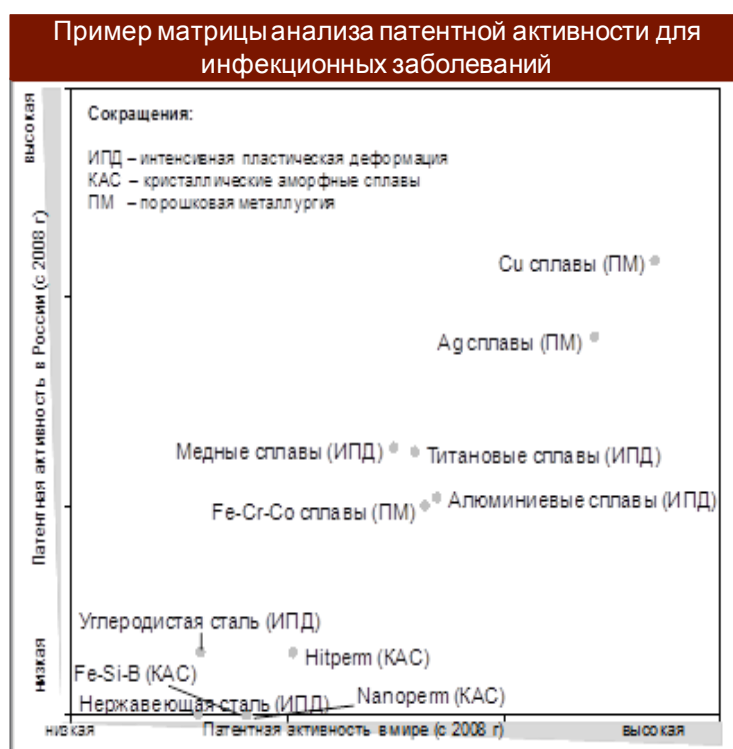 Пример матрицы анализа патентной активности для
инфекционных заболеваний
Сокращения:
ИПД – интенсивная пластическая деформация
КАС – кристаллические аморфные сплавы
ПМ – порошковая металлургия
высокая
Патентная активность в России (с 2008 г)
низкая
Cu сплавы (ПМ)
Ag сплавы (ПМ)
Медные сплавы (ИПД)
Титановые сплавы (ИПД)
Алюминиевые сплавы (ИПД)
Fe-Cr-Co сплавы (ПМ)
Углеродистая сталь (ИПД)
Hitperm (КАС)
Fe-Si-B (КАС)
Nanoperm (КАС)
Нержавеющая сталь (ИПД)
низкая
Патентная активность в мире (с 2008 г)
высокая